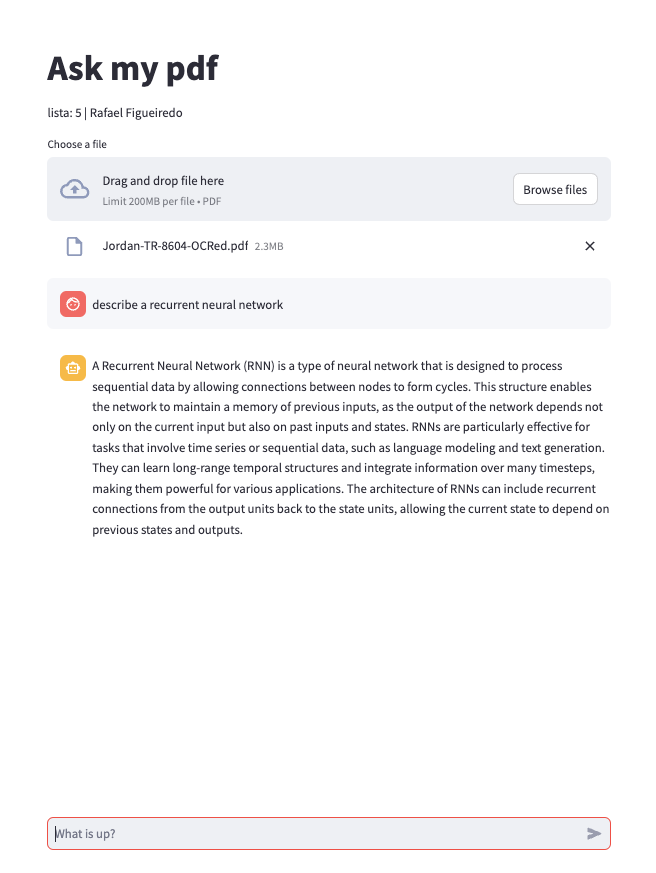 Ask my pdf
lista: 5 | Rafael Figueiredo
Choose a file
Drag and drop file here
Limit 200MB per file • PDF
Browse files
Jordan-TR-8604-OCRed.pdf 2.3MB
describe a recurrent neural network
A Recurrent Neural Network (RNN) is a type of neural network that is designed to process
sequential data by allowing connections between nodes to form cycles. This structure enables
the network to maintain a memory of previous inputs, as the output of the network depends not
only on the current input but also on past inputs and states. RNNs are particularly effective for
tasks that involve time series or sequential data, such as language modeling and text generation.
They can learn long-range temporal structures and integrate information over many timesteps,
making them powerful for various applications. The architecture of RNNs can include recurrent
connections from the output units back to the state units, allowing the current state to depend on
previous states and outputs.
What is up?